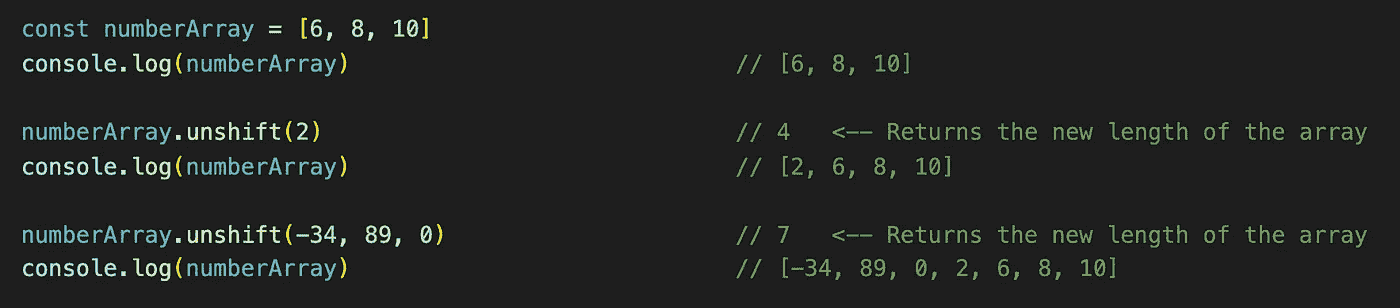 const numberArray = [6, 8, 10]
console.log(numberArray) // [6, 8, 10]
numberArray.unshift(2) // 4 <-- Returns the new length of the array
console.log(numberArray) // [2, 6, 8, 10]
numberArray.unshift(-34, 89, 0) // 7 <-- Returns the new length of the array
console.log(numberArray) // [-34, 89, 0, 2, 6, 8, 10]